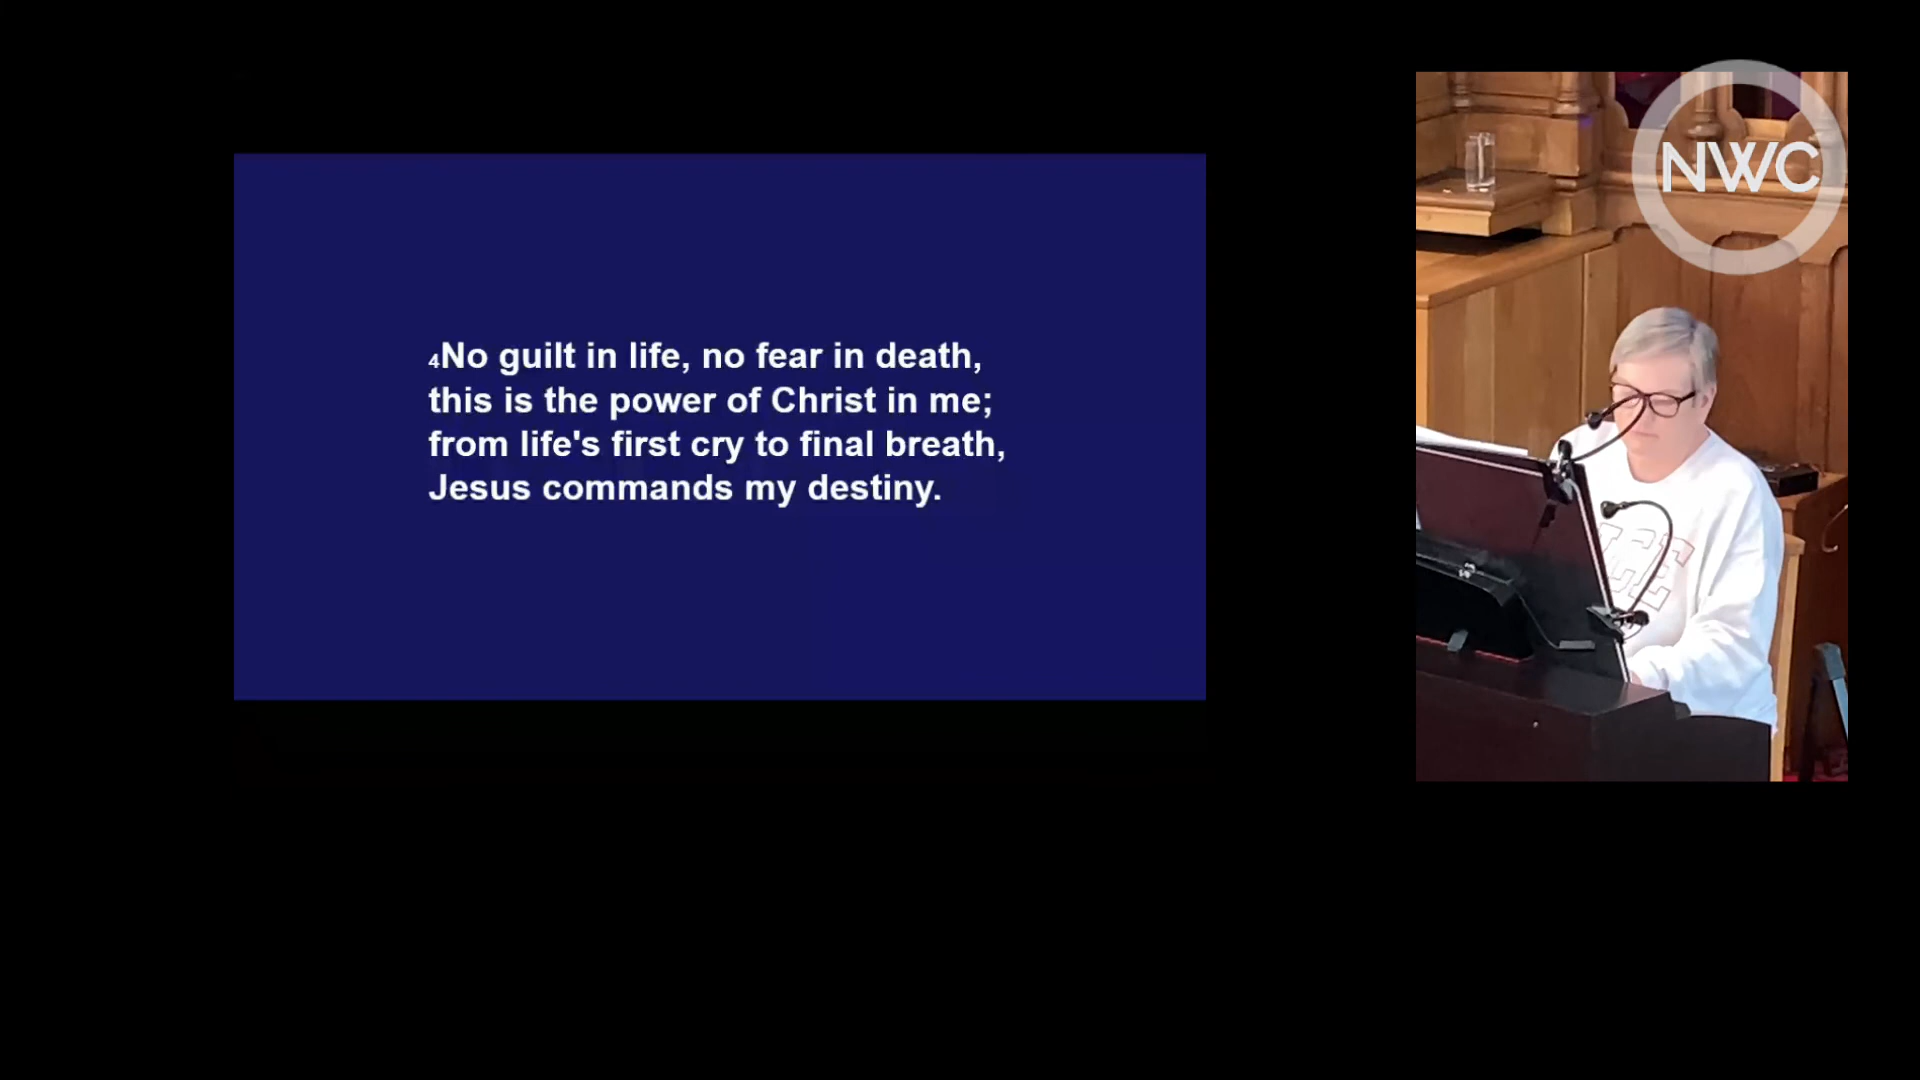 NWC
4No guilt in life, no fear in death,
this is the power of Christ in me;
from life's first cry to final breath,
Jesus commands my destiny.